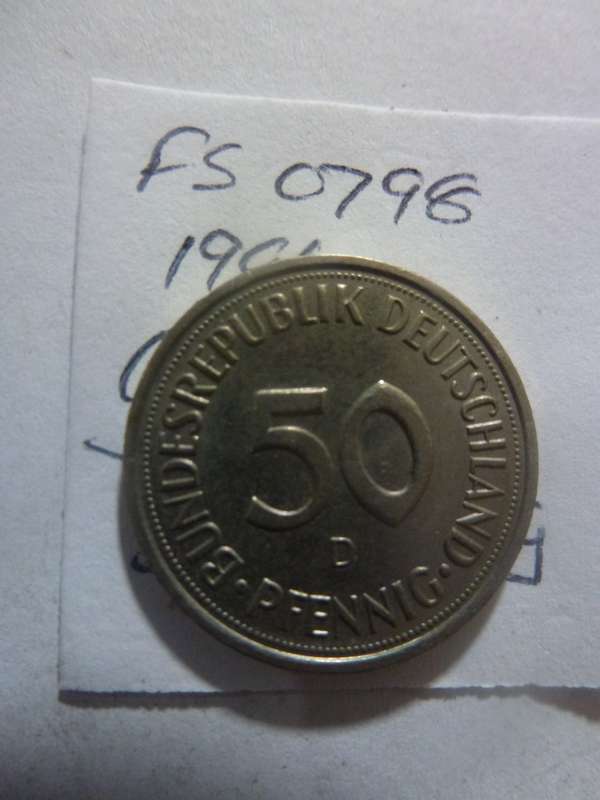 FS 0798
BUNDESREPUBLIK DEUTSCHLAND
50
D
PFENNIG